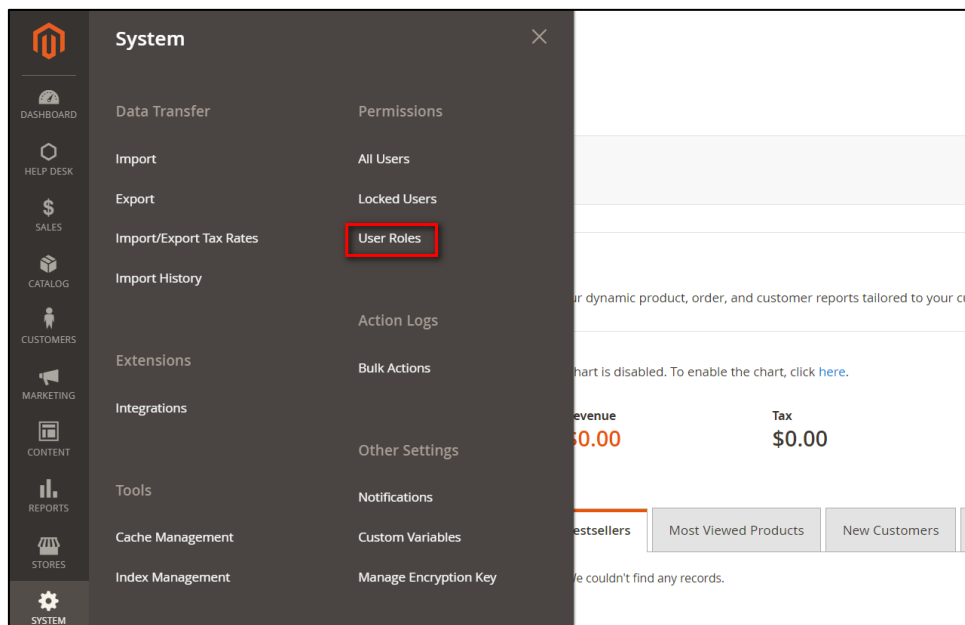 DASHBOARD
HELP DESK
$
SALES
CATALOG
CUSTOMERS
MARKETING
CONTENT
REPORTS
STORES
SYSTEM
System
Data Transfer
Import
Export
Import/Export Tax Rates
Import History
Extensions
Integrations
Tools
Cache Management
Index Management
Permissions
All Users
Locked Users
User Roles
Action Logs
Bulk Actions
Other Settings
Notifications
Custom Variables
Manage Encryption Key
ur dynamic product, order, and customer reports tailored to your cu
hart is disabled. To enable the chart, click here.
evenue
Tax
$0.00
$0.00
estsellers
Most Viewed Products
New Customers
e couldn't find any records.